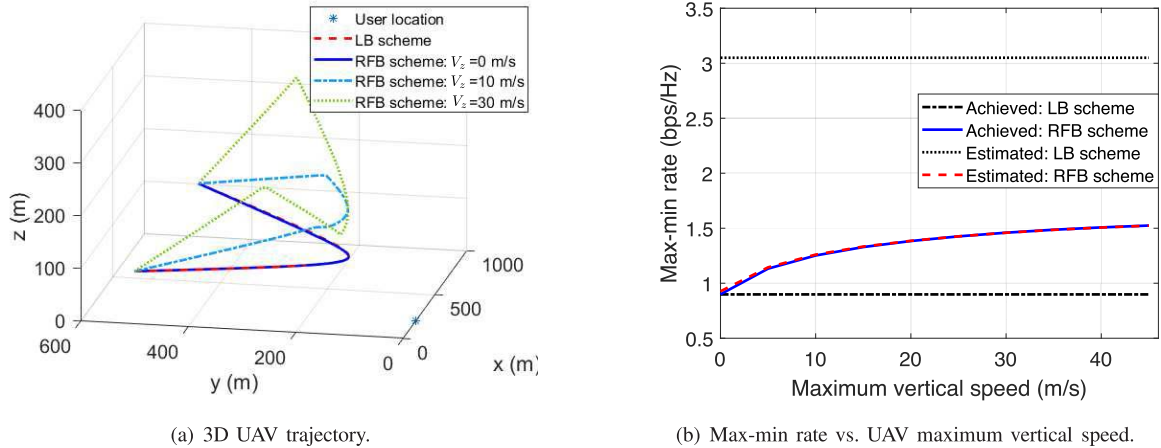 User location
LB scheme
RFB scheme: V_z =0 m/s
RFB scheme: V_z =10 m/s
RFB scheme: V_z =30 m/s
400
300
200
100
0
z (m)
600
400
200
0
y (m)
0
500
1000
x (m)
(a) 3D UAV trajectory.
4
3.5
3
2.5
2
1.5
1
0.5
Max-min rate (bps/Hz)
Achieved: LB scheme
Achieved: RFB scheme
Estimated: LB scheme
Estimated: RFB scheme
0
10
20
30
40
Maximum vertical speed (m/s)
(b) Max-min rate vs. UAV maximum vertical speed.